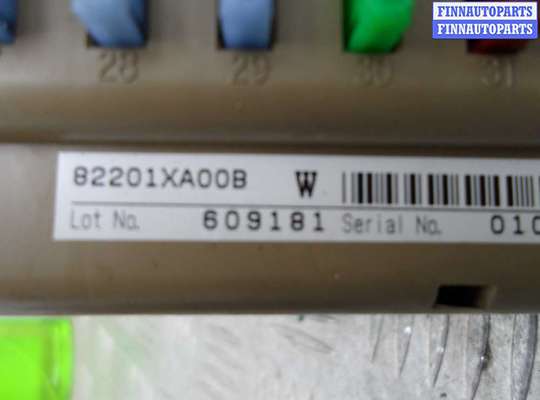 FINNAUTOPARTS
FINNAUTOPARTS
28 29 30 31
82201XA00B W
Lot No. 609181 Serial No. 010